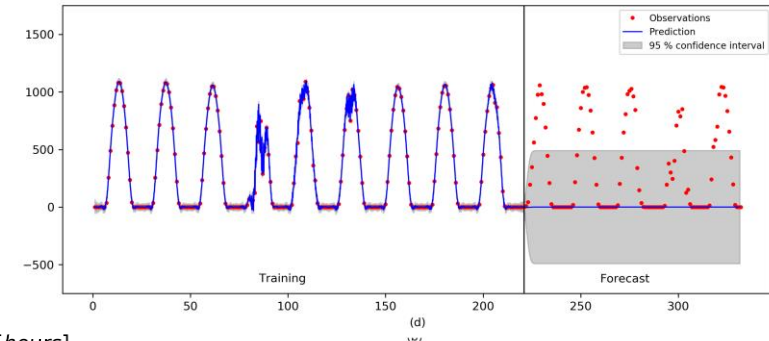 1500
1000
500
0
−500
Observations
Prediction
95 % confidence interval
Training
Forecast
0
50
100
150
200
250
300
(d)
hours]